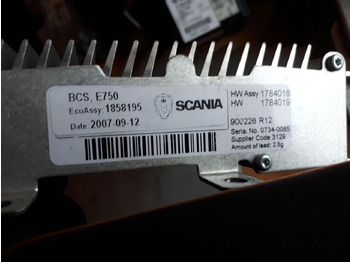 BCS, E750
EcuAssy: 1858195
Date: 2007-09-12
SCANIA
HW Assy 1784018
HW 1784019
900226 R12
Serial. No. 0734-0085
Supplier Code 3129
Amount of lead: 2.5g